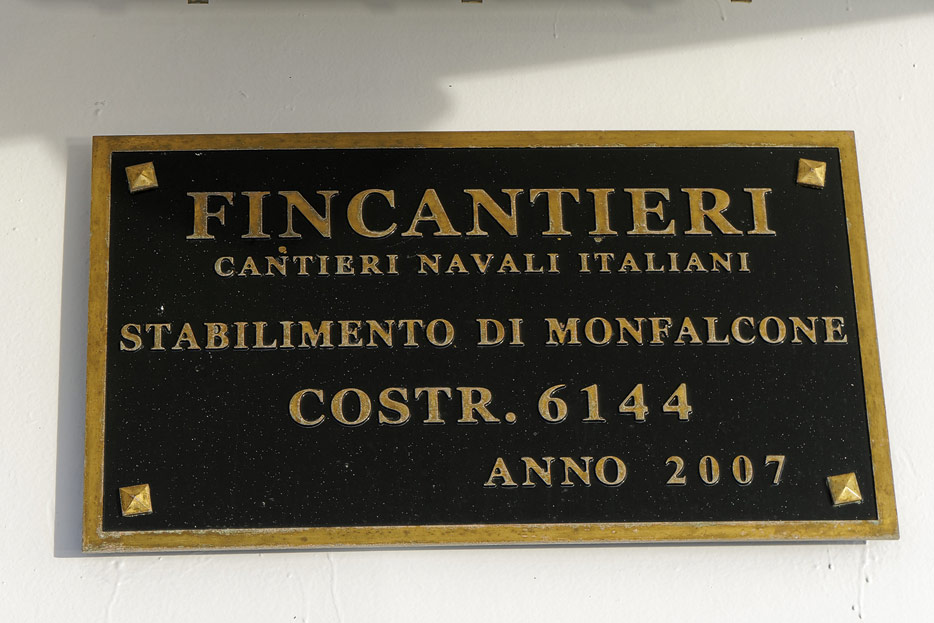 FINCANTIERI
CANTIERI NAVALI ITALIANI
STABILIMENTO DI MONFALCONE
COSTR. 6144
ANNO 2007